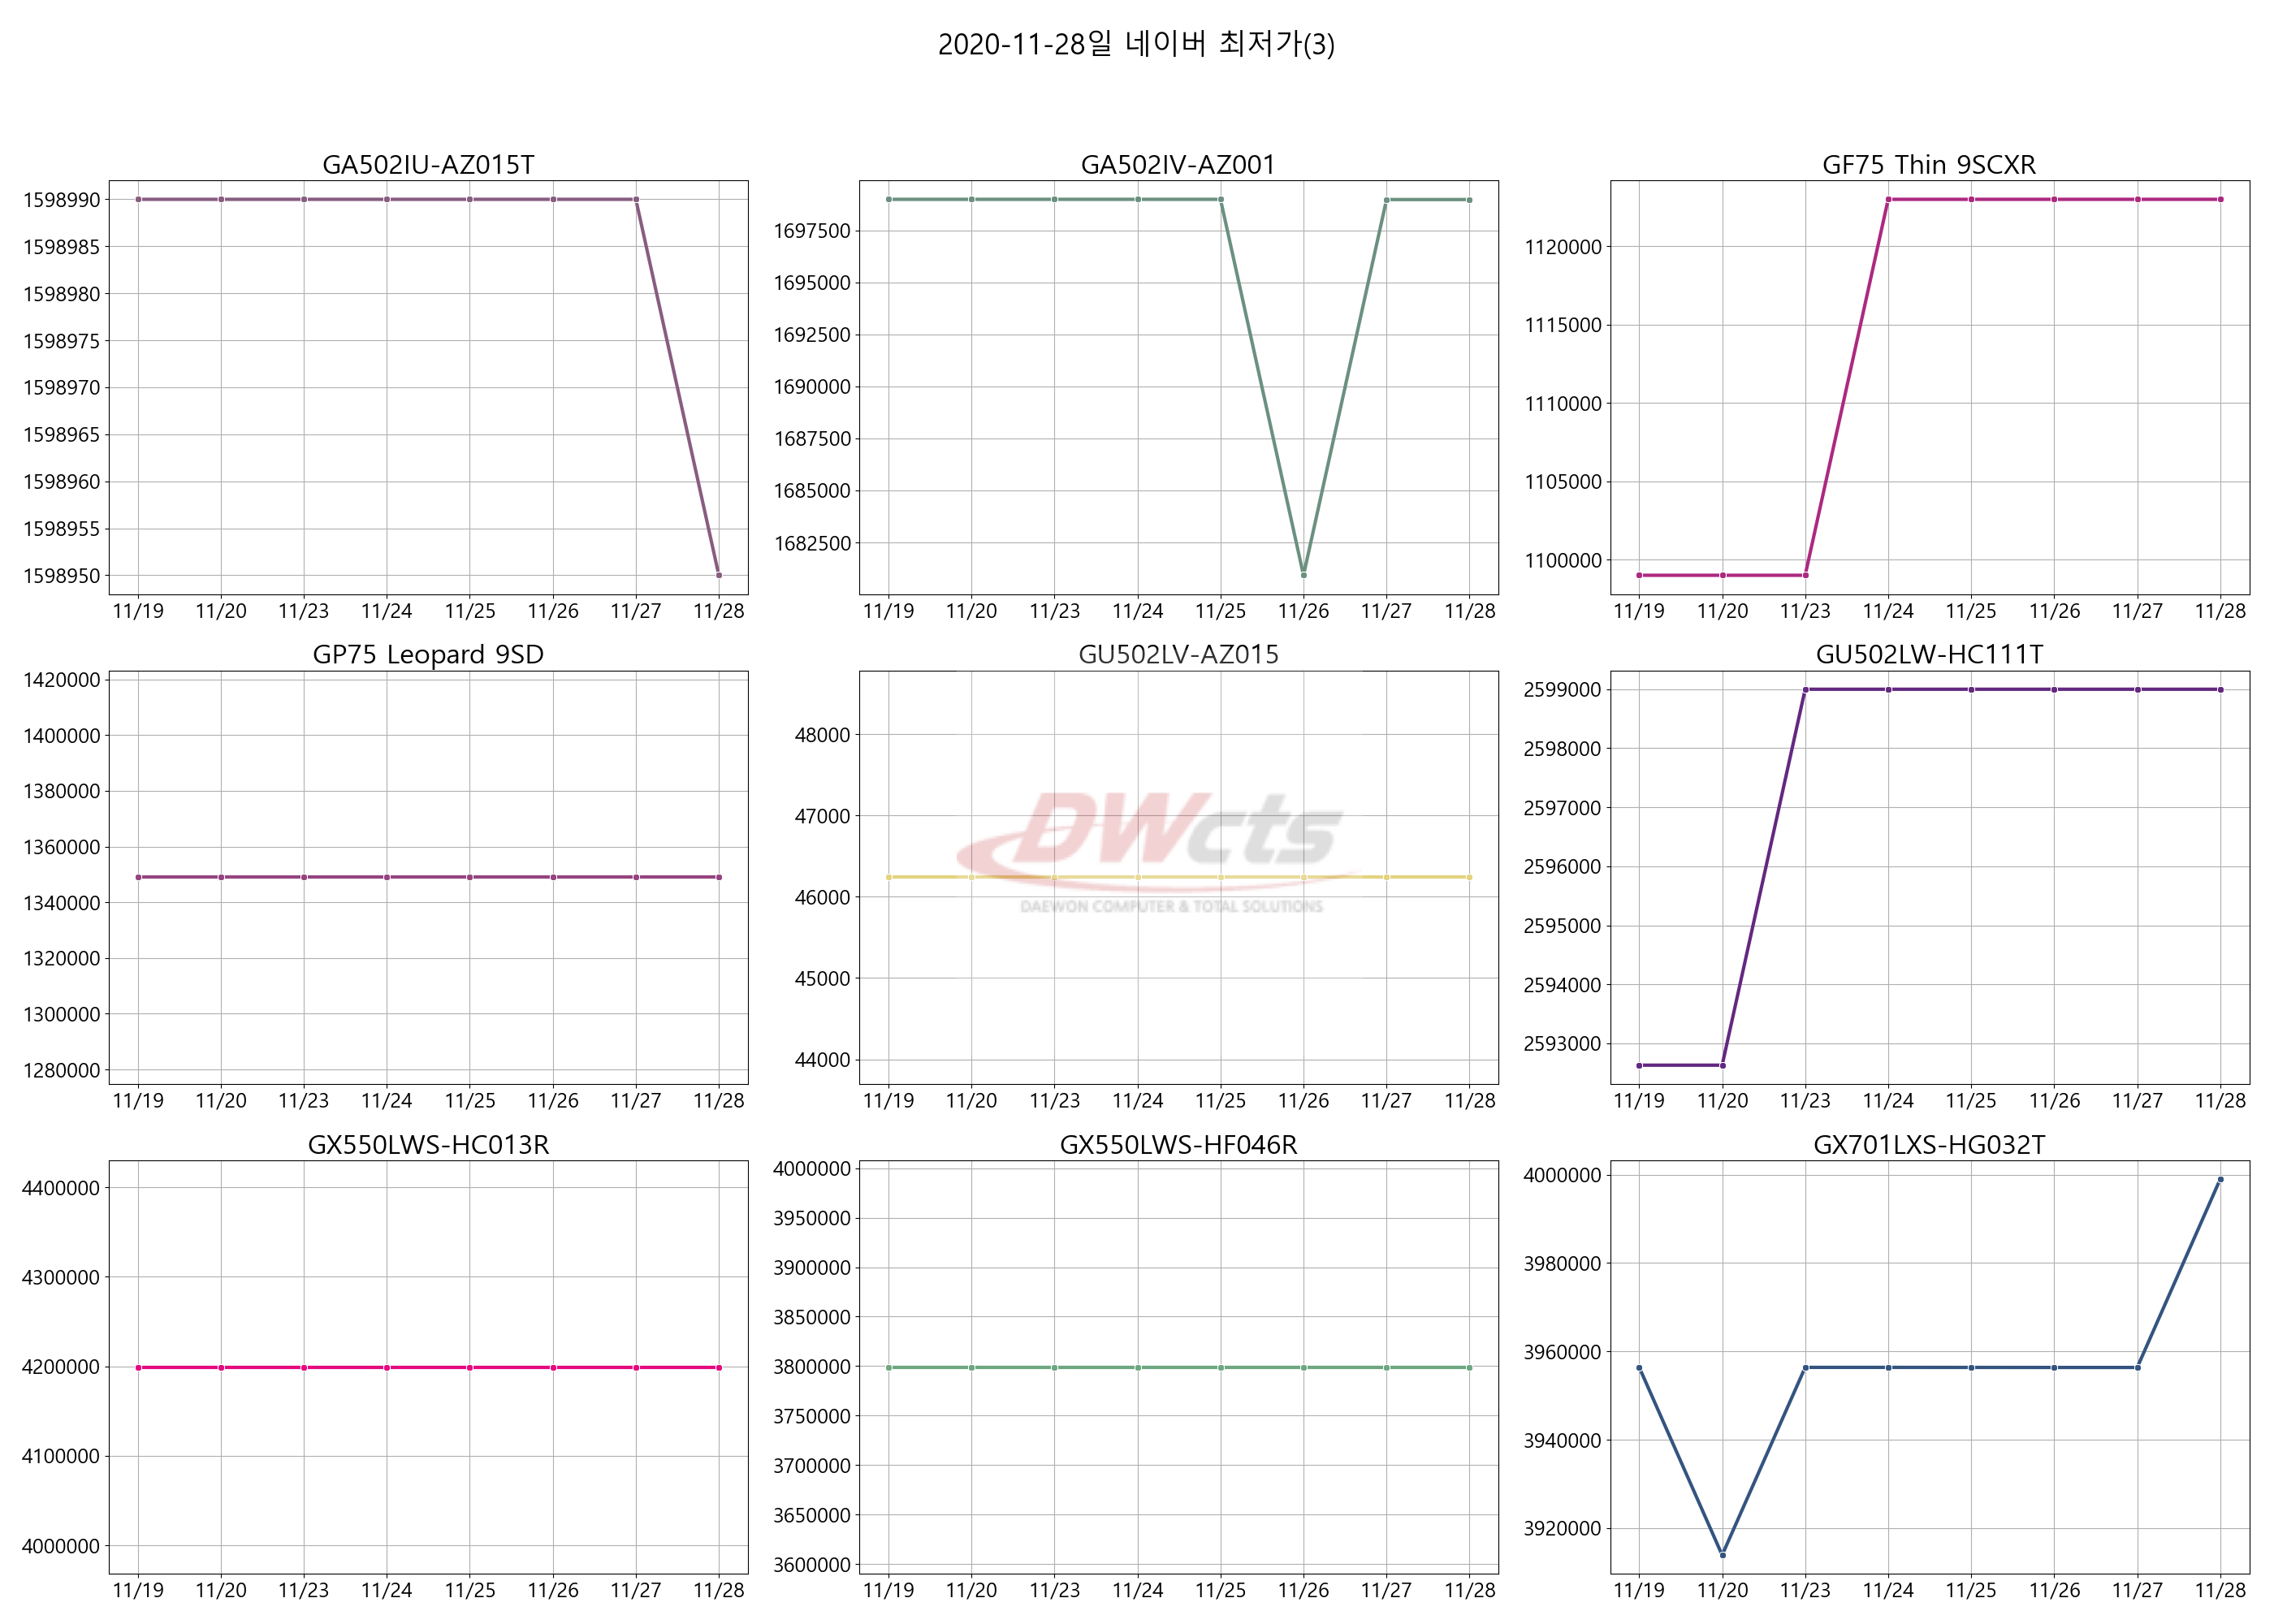 2020-11-28일 네이버 최저가(3)
GA502IU-AZ015T
1598990
1598985
1598980
1598975
1598970
1598965
1598960
1598955
1598950
11/19 11/20 11/23 11/24 11/25 11/26 11/27 11/28
GA502IV-AZ001
1697500
1695000
1692500
1690000
1687500
1685000
1682500
11/19 11/20 11/23 11/24 11/25 11/26 11/27 11/28
GF75 Thin 9SCXR
1120000
1115000
1110000
1105000
1100000
11/19 11/20 11/23 11/24 11/25 11/26 11/27 11/28
GP75 Leopard 9SD
1420000
1400000
1380000
1360000
1340000
1320000
1300000
1280000
11/19 11/20 11/23 11/24 11/25 11/26 11/27 11/28
GU502LV-AZ015
48000
47000
46000
45000
44000
DWcts
DAEWON COMPUTER & TOTAL SOLUTIONS
11/19 11/20 11/23 11/24 11/25 11/26 11/27 11/28
GU502LW-HC111T
2599000
2598000
2597000
2596000
2595000
2594000
2593000
11/19 11/20 11/23 11/24 11/25 11/26 11/27 11/28
GX550LWS-HC013R
4400000
4300000
4200000
4100000
4000000
11/19 11/20 11/23 11/24 11/25 11/26 11/27 11/28
GX550LWS-HF046R
4000000
3950000
3900000
3850000
3800000
3750000
3700000
3650000
3600000
11/19 11/20 11/23 11/24 11/25 11/26 11/27 11/28
GX701LXS-HG032T
4000000
3980000
3960000
3940000
3920000
11/19 11/20 11/23 11/24 11/25 11/26 11/27 11/28